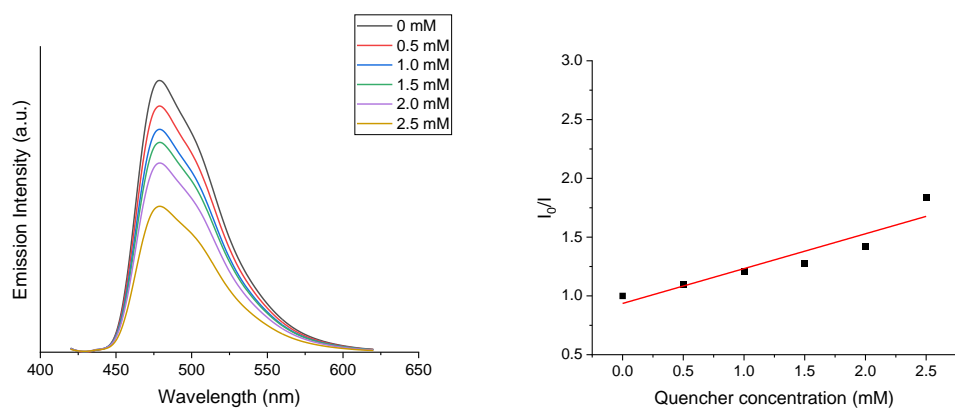 0 mM
0.5 mM
1.0 mM
1.5 mM
2.0 mM
2.5 mM
Emission Intensity (a.u.)
400 450 500 550 600 650
Wavelength (nm)
3.0
2.5
2.0
1.5
1.0
0.5
I₀/I
0.0 0.5 1.0 1.5 2.0 2.5
Quencher concentration (mM)